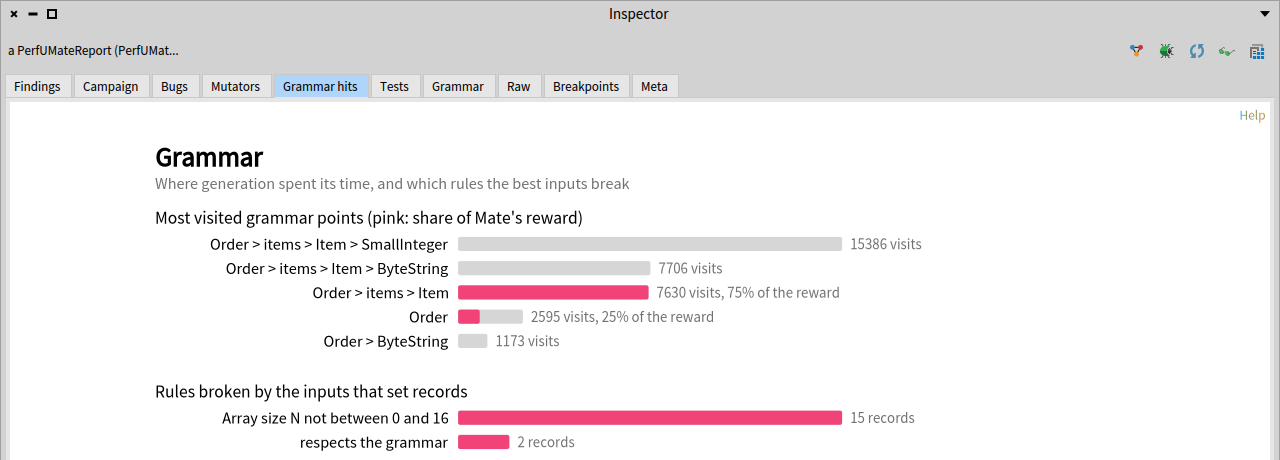 Inspector
a PerfUMateReport (PerfUMat...
Findings Campaign Bugs Mutators Grammar hits Tests Grammar Raw Breakpoints Meta
Help
Grammar
Where generation spent its time, and which rules the best inputs break
Most visited grammar points (pink: share of Mate's reward)
Order > items > Item > SmallInteger 15386 visits
Order > items > Item > ByteString 7706 visits
Order > items > Item 7630 visits, 75% of the reward
Order 2595 visits, 25% of the reward
Order > ByteString 1173 visits
Rules broken by the inputs that set records
Array size N not between 0 and 16 15 records
respects the grammar 2 records